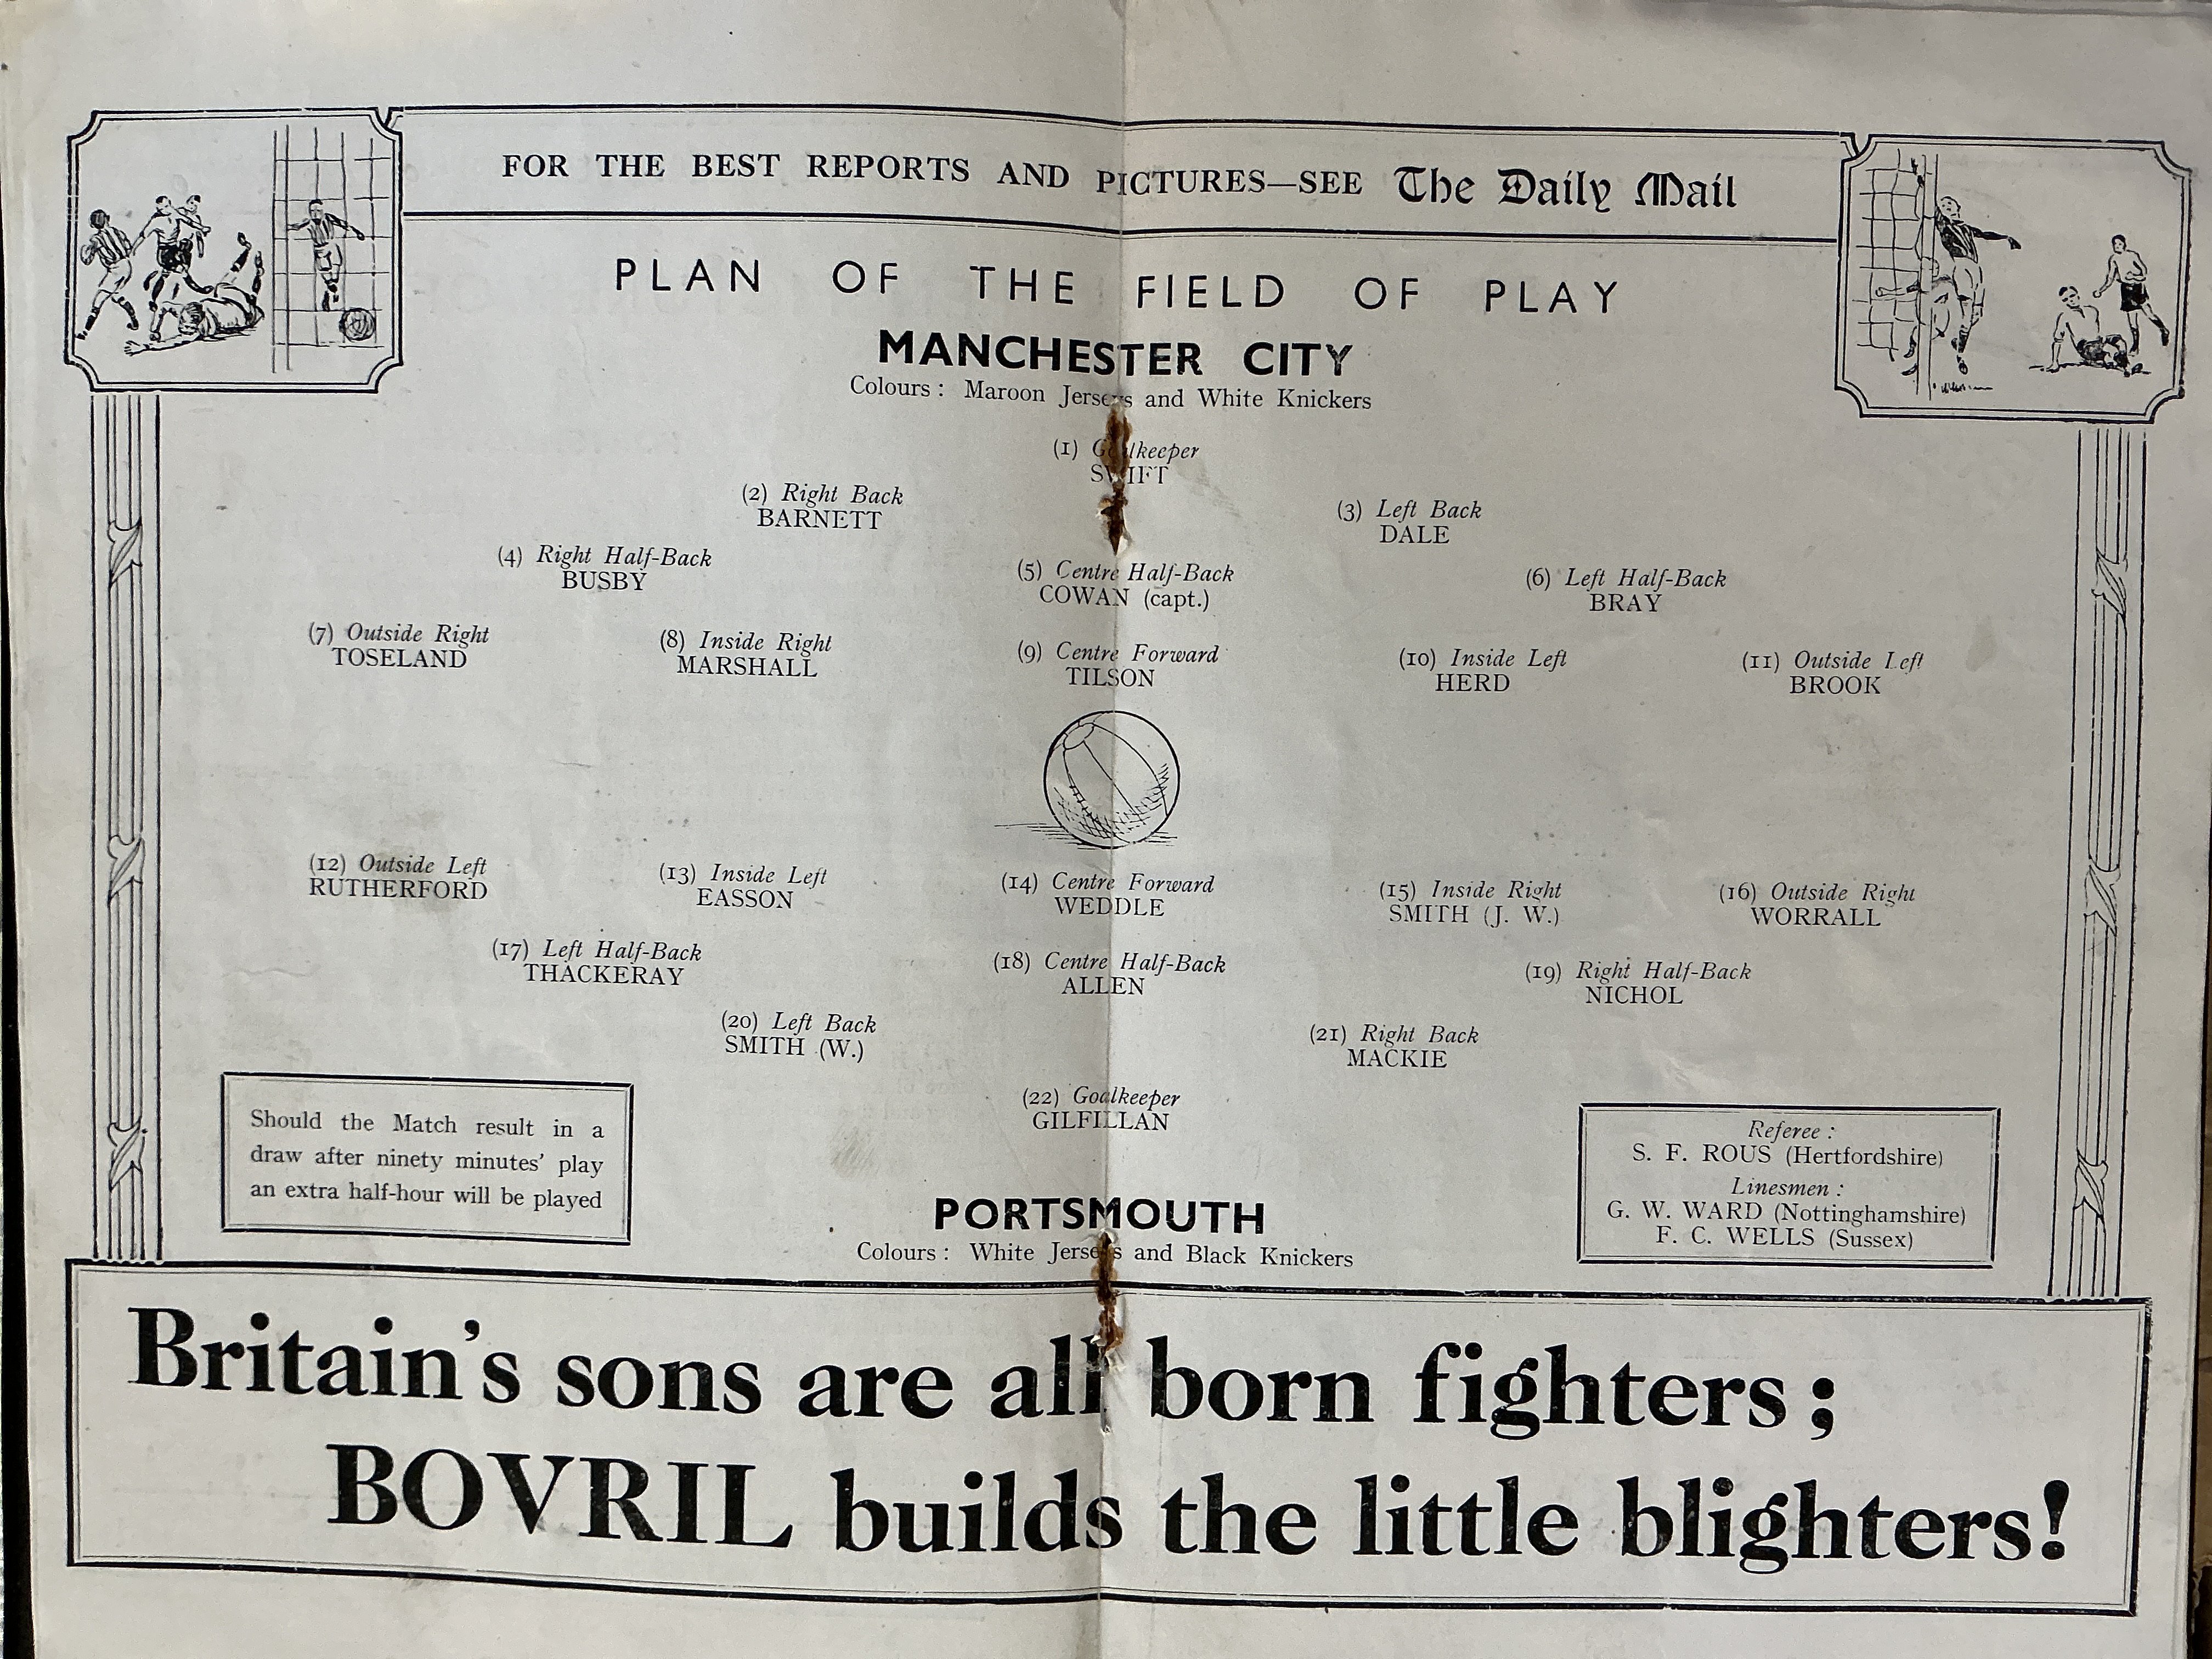 FOR THE BEST REPORTS AND PICTURES—SEE The Daily Mail
PLAN OF THE FIELD OF PLAY
MANCHESTER CITY
Colours : Maroon Jerseys and White Knickers
(1) Goalkeeper
SWIFT
(2) Right Back
BARNETT
(3) Left Back
DALE
(4) Right Half-Back
BUSBY
(5) Centre Half-Back
COWAN (capt.)
(6) Left Half-Back
BRAY
(7) Outside Right
TOSELAND
(8) Inside Right
MARSHALL
(9) Centre Forward
TILSON
(10) Inside Left
HERD
(11) Outside Left
BROOK
(12) Outside Left
RUTHERFORD
(13) Inside Left
EASSON
(14) Centre Forward
WEDDLE
(15) Inside Right
SMITH (J. W.)
(16) Outside Right
WORRALL
(17) Left Half-Back
THACKERAY
(18) Centre Half-Back
ALLEN
(19) Right Half-Back
NICHOL
(20) Left Back
SMITH (W.)
(21) Right Back
MACKIE
(22) Goalkeeper
GILFILLAN
Should the Match result in a
draw after ninety minutes' play
an extra half-hour will be played
PORTSMOUTH
Colours : White Jerseys and Black Knickers
Referee :
S. F. ROUS (Hertfordshire)
Linesmen :
G. W. WARD (Nottinghamshire)
F. C. WELLS (Sussex)
Britain's sons are all born fighters ;
BOVRIL builds the little blighters!